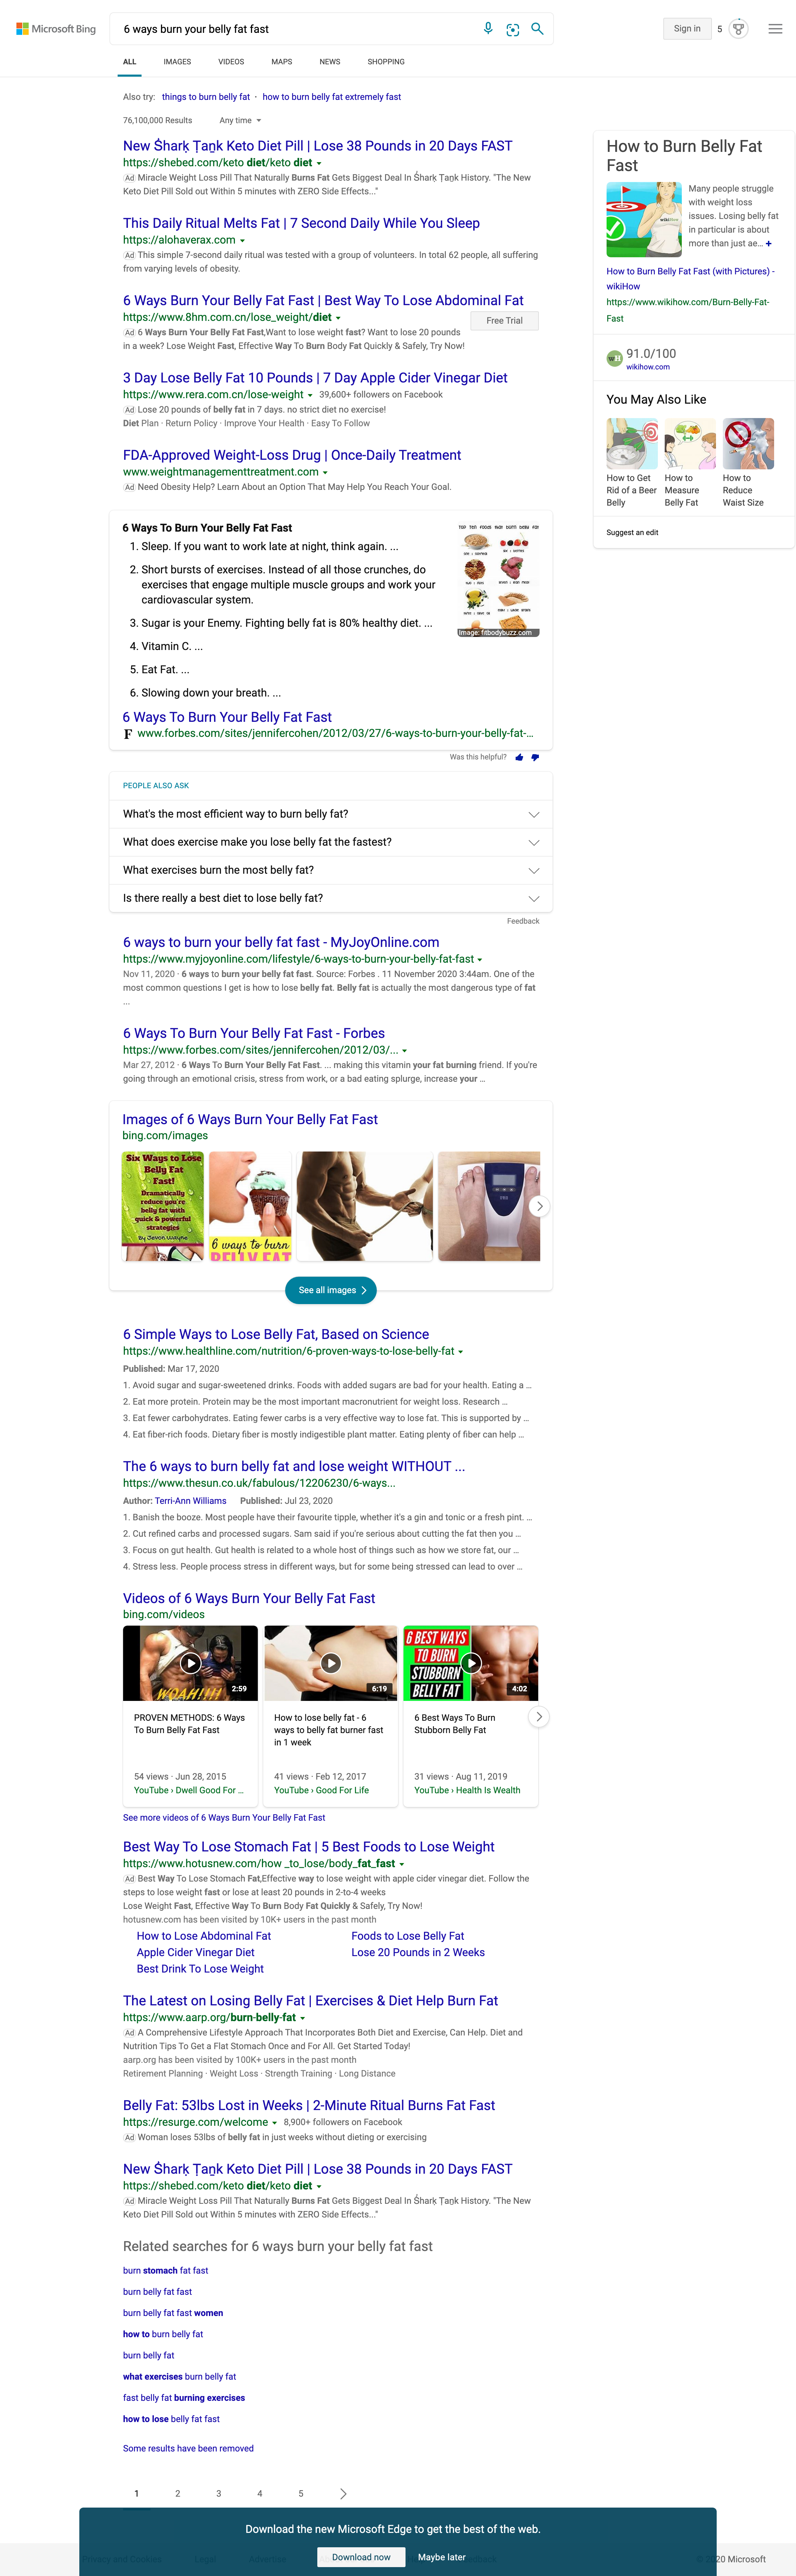 Microsoft Bing
6 ways burn your belly fat fast
Sign in
5
ALL
IMAGES
VIDEOS
MAPS
NEWS
SHOPPING
Also try: things to burn belly fat · how to burn belly fat extremely fast
76,100,000 Results
Any time
New Śharķ Ţaṉk Keto Diet Pill | Lose 38 Pounds in 20 Days FAST
https://shebed.com/keto diet/keto diet
Ad Miracle Weight Loss Pill That Naturally Burns Fat Gets Biggest Deal In Śharķ Ţaṉķ History. "The New
Keto Diet Pill Sold out Within 5 minutes with ZERO Side Effects..."
This Daily Ritual Melts Fat | 7 Second Daily While You Sleep
https://alohaverax.com
Ad This simple 7-second daily ritual was tested with a group of volunteers. In total 62 people, all suffering
from varying levels of obesity.
6 Ways Burn Your Belly Fat Fast | Best Way To Lose Abdominal Fat
https://www.8hm.com.cn/lose_weight/diet
Free Trial
Ad 6 Ways Burn Your Belly Fat Fast,Want to lose weight fast? Want to lose 20 pounds
in a week? Lose Weight Fast, Effective Way To Burn Body Fat Quickly & Safely, Try Now!
3 Day Lose Belly Fat 10 Pounds | 7 Day Apple Cider Vinegar Diet
https://www.rera.com.cn/lose-weight 39,600+ followers on Facebook
Ad Lose 20 pounds of belly fat in 7 days. no strict diet no exercise!
Diet Plan · Return Policy · Improve Your Health · Easy To Follow
FDA-Approved Weight-Loss Drug | Once-Daily Treatment
www.weightmanagementtreatment.com
Ad Need Obesity Help? Learn About an Option That May Help You Reach Your Goal.
6 Ways To Burn Your Belly Fat Fast
1. Sleep. If you want to work late at night, think again. ...
2. Short bursts of exercises. Instead of all those crunches, do
exercises that engage multiple muscle groups and work your
cardiovascular system.
3. Sugar is your Enemy. Fighting belly fat is 80% healthy diet. ...
4. Vitamin C. ...
5. Eat Fat. ...
6. Slowing down your breath. ...
TOP TEN FOODS THAT BURN BELLY FAT
Image: fitbodybuzz.com
6 Ways To Burn Your Belly Fat Fast
F www.forbes.com/sites/jennifercohen/2012/03/27/6-ways-to-burn-your-belly-fat-...
Was this helpful?
PEOPLE ALSO ASK
What's the most efficient way to burn belly fat?
What does exercise make you lose belly fat the fastest?
What exercises burn the most belly fat?
Is there really a best diet to lose belly fat?
Feedback
6 ways to burn your belly fat fast - MyJoyOnline.com
https://www.myjoyonline.com/lifestyle/6-ways-to-burn-your-belly-fat-fast
Nov 11, 2020 · 6 ways to burn your belly fat fast. Source: Forbes . 11 November 2020 3:44am. One of the
most common questions I get is how to lose belly fat. Belly fat is actually the most dangerous type of fat
...
6 Ways To Burn Your Belly Fat Fast - Forbes
https://www.forbes.com/sites/jennifercohen/2012/03/...
Mar 27, 2012 · 6 Ways To Burn Your Belly Fat Fast. ... making this vitamin your fat burning friend. If you're
going through an emotional crisis, stress from work, or a bad eating splurge, increase your ...
Images of 6 Ways Burn Your Belly Fat Fast
bing.com/images
Six Ways to Lose
Belly Fat
Fast!
Dramatically
reduce you're
belly fat with
quick & powerful
strategies
By Jevon Wayne
6 ways to burn
BELLY FAT
See all images
6 Simple Ways to Lose Belly Fat, Based on Science
https://www.healthline.com/nutrition/6-proven-ways-to-lose-belly-fat
Published: Mar 17, 2020
1. Avoid sugar and sugar-sweetened drinks. Foods with added sugars are bad for your health. Eating a ...
2. Eat more protein. Protein may be the most important macronutrient for weight loss. Research ...
3. Eat fewer carbohydrates. Eating fewer carbs is a very effective way to lose fat. This is supported by ...
4. Eat fiber-rich foods. Dietary fiber is mostly indigestible plant matter. Eating plenty of fiber can help ...
The 6 ways to burn belly fat and lose weight WITHOUT ...
https://www.thesun.co.uk/fabulous/12206230/6-ways...
Author: Terri-Ann Williams Published: Jul 23, 2020
1. Banish the booze. Most people have their favourite tipple, whether it's a gin and tonic or a fresh pint. ...
2. Cut refined carbs and processed sugars. Sam said if you're serious about cutting the fat then you ...
3. Focus on gut health. Gut health is related to a whole host of things such as how we store fat, our ...
4. Stress less. People process stress in different ways, but for some being stressed can lead to over ...
Videos of 6 Ways Burn Your Belly Fat Fast
bing.com/videos
WOAH!!!!
2:59
6:19
6 BEST WAYS
TO BURN
STUBBORN
BELLY FAT
4:02
PROVEN METHODS: 6 Ways
To Burn Belly Fat Fast
54 views · Jun 28, 2015
YouTube › Dwell Good For ...
How to lose belly fat - 6
ways to belly fat burner fast
in 1 week
41 views · Feb 12, 2017
YouTube › Good For Life
6 Best Ways To Burn
Stubborn Belly Fat
31 views · Aug 11, 2019
YouTube › Health Is Wealth
See more videos of 6 Ways Burn Your Belly Fat Fast
Best Way To Lose Stomach Fat | 5 Best Foods to Lose Weight
https://www.hotusnew.com/how _to_lose/body_fat_fast
Ad Best Way To Lose Stomach Fat,Effective way to lose weight with apple cider vinegar diet. Follow the
steps to lose weight fast or lose at least 20 pounds in 2-to-4 weeks
Lose Weight Fast, Effective Way To Burn Body Fat Quickly & Safely, Try Now!
hotusnew.com has been visited by 10K+ users in the past month
How to Lose Abdominal Fat
Foods to Lose Belly Fat
Apple Cider Vinegar Diet
Lose 20 Pounds in 2 Weeks
Best Drink To Lose Weight
The Latest on Losing Belly Fat | Exercises & Diet Help Burn Fat
https://www.aarp.org/burn-belly-fat
Ad A Comprehensive Lifestyle Approach That Incorporates Both Diet and Exercise, Can Help. Diet and
Nutrition Tips To Get a Flat Stomach Once and For All. Get Started Today!
aarp.org has been visited by 100K+ users in the past month
Retirement Planning · Weight Loss · Strength Training · Long Distance
Belly Fat: 53lbs Lost in Weeks | 2-Minute Ritual Burns Fat Fast
https://resurge.com/welcome 8,900+ followers on Facebook
Ad Woman loses 53lbs of belly fat in just weeks without dieting or exercising
New Śharķ Ţaṉk Keto Diet Pill | Lose 38 Pounds in 20 Days FAST
https://shebed.com/keto diet/keto diet
Ad Miracle Weight Loss Pill That Naturally Burns Fat Gets Biggest Deal In Śharķ Ţaṉķ History. "The New
Keto Diet Pill Sold out Within 5 minutes with ZERO Side Effects..."
Related searches for 6 ways burn your belly fat fast
burn stomach fat fast
burn belly fat fast
burn belly fat fast women
how to burn belly fat
burn belly fat
what exercises burn belly fat
fast belly fat burning exercises
how to lose belly fat fast
Some results have been removed
1
2
3
4
5
How to Burn Belly Fat
Fast
Many people struggle
with weight loss
issues. Losing belly fat
in particular is about
more than just ae... +
How to Burn Belly Fat Fast (with Pictures) -
wikiHow
https://www.wikihow.com/Burn-Belly-Fat-
Fast
wH 91.0/100
wikihow.com
You May Also Like
How to Get
Rid of a Beer
Belly
How to
Measure
Belly Fat
How to
Reduce
Waist Size
Suggest an edit
Download the new Microsoft Edge to get the best of the web.
Download now
Maybe later
20 Microsoft